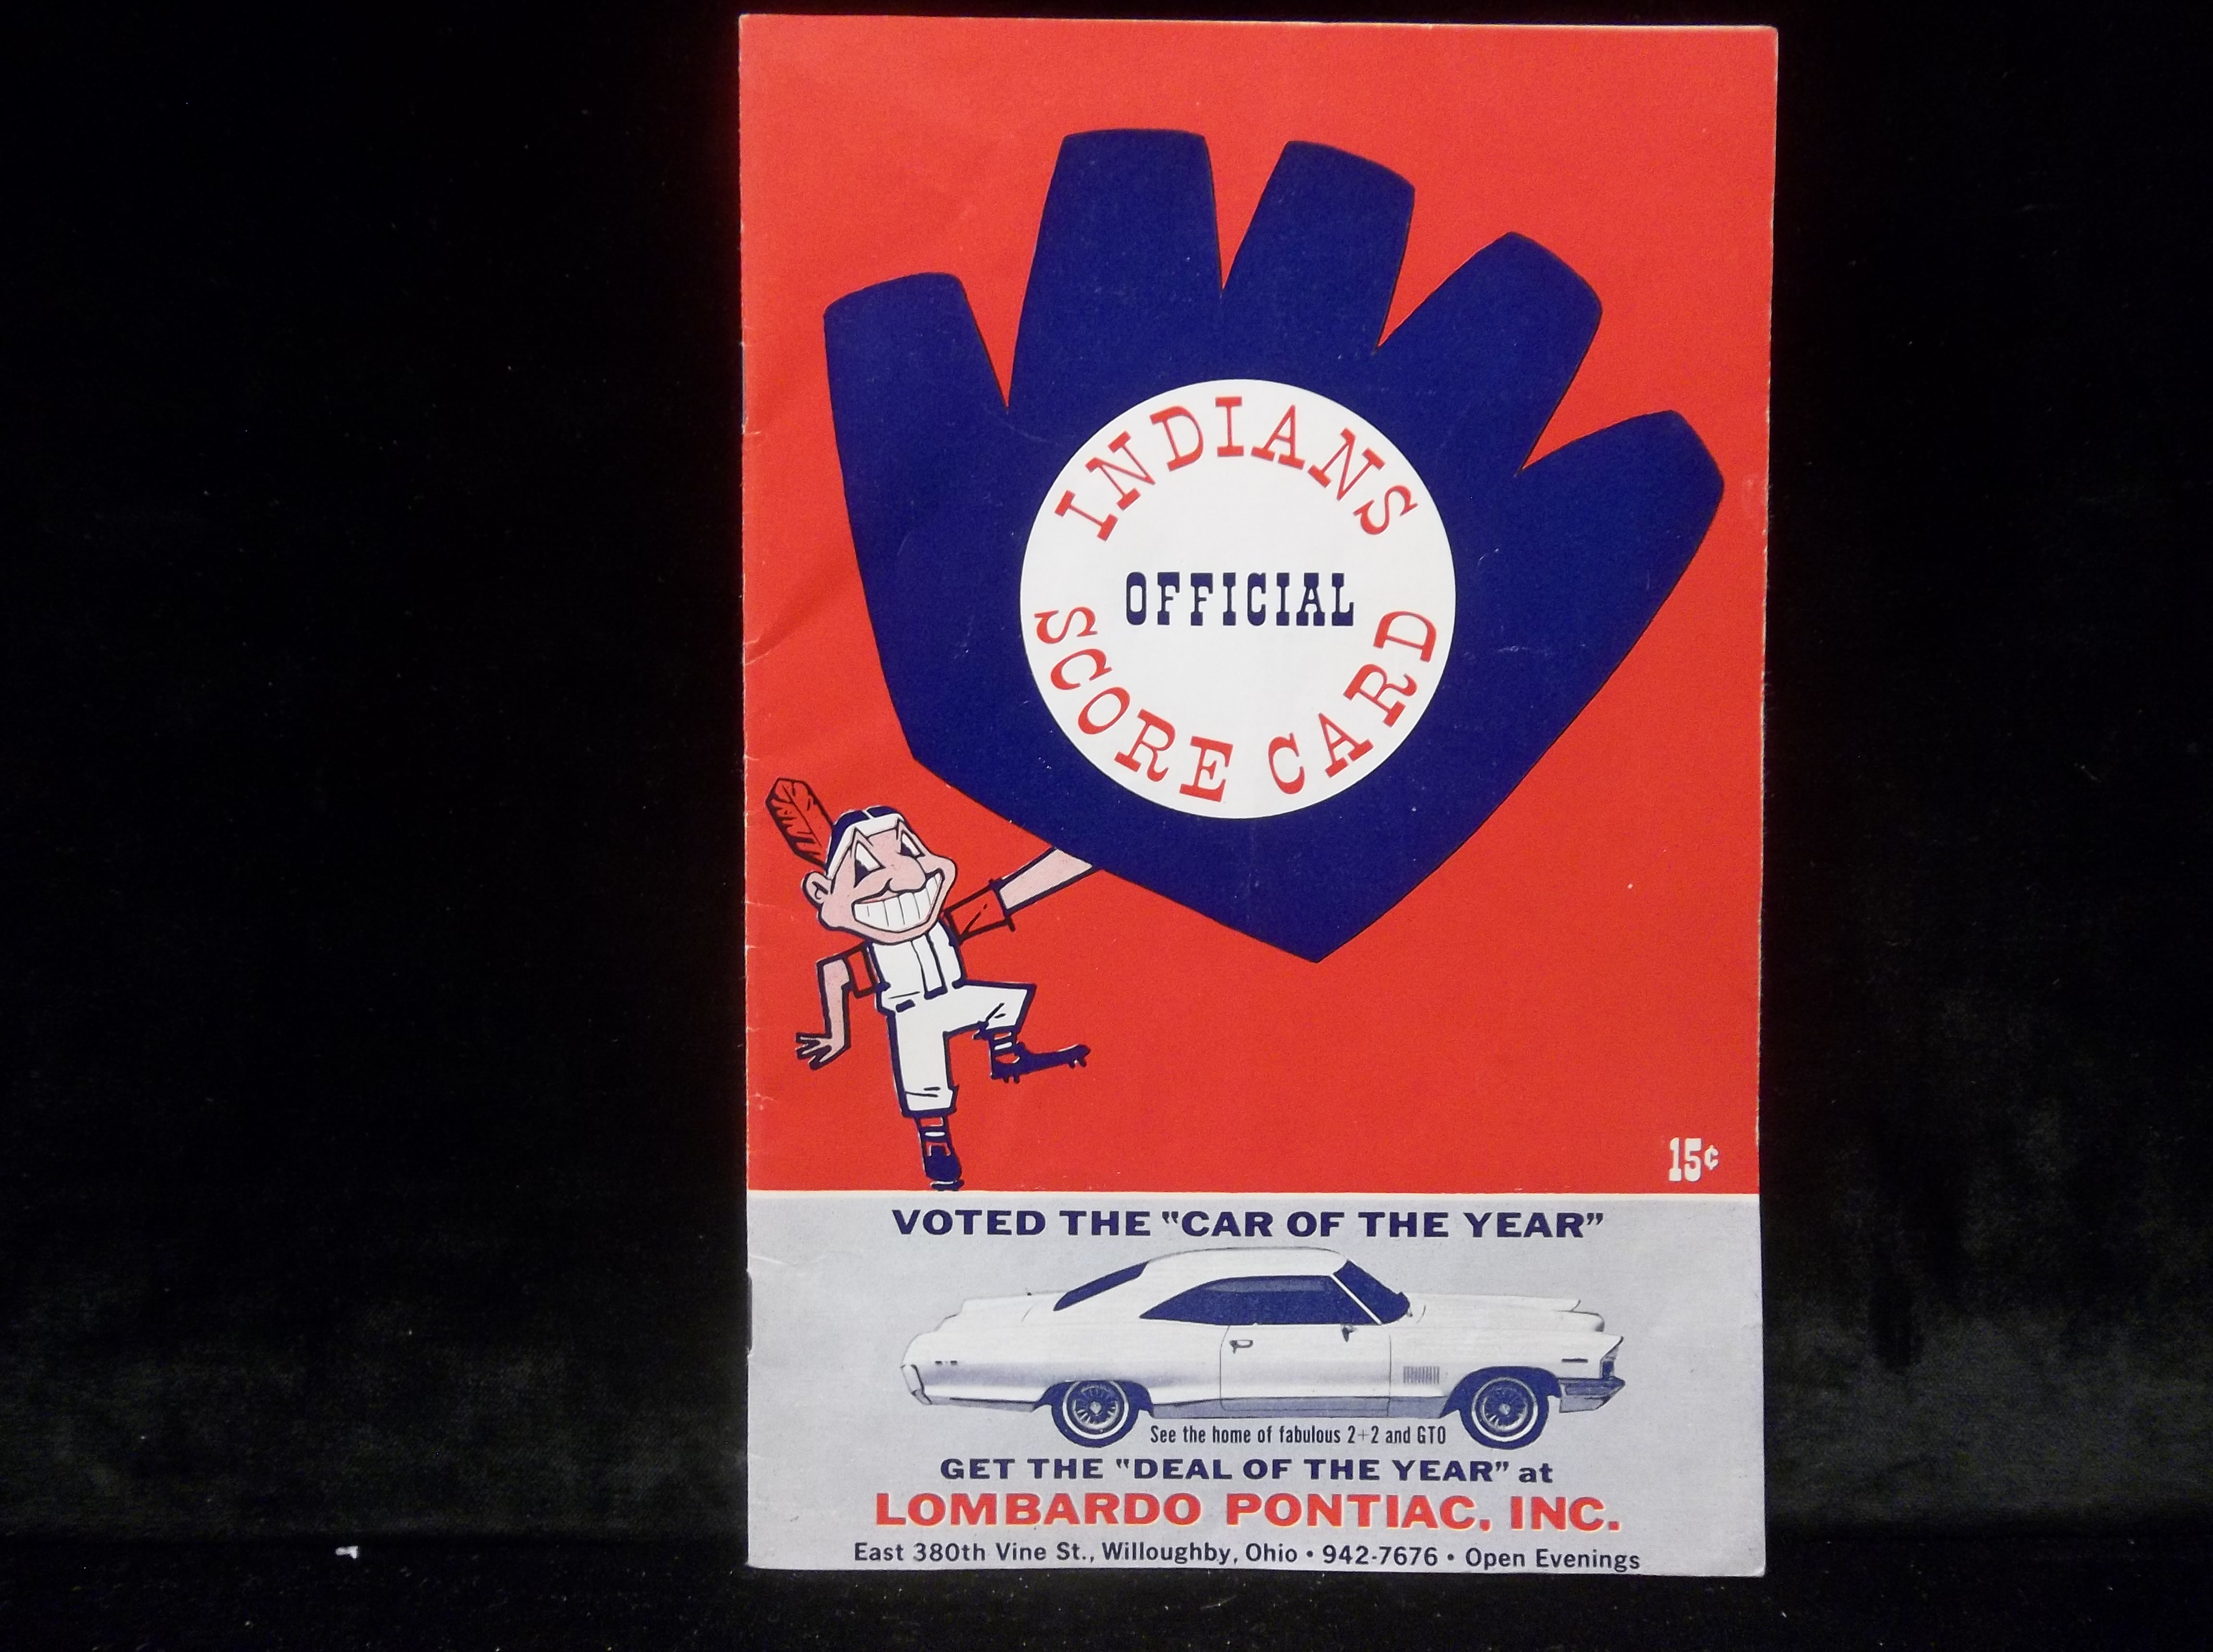 INDIANS
OFFICIAL
SCORE CARD
15¢
VOTED THE "CAR OF THE YEAR"
See the home of fabulous 2+2 and GTO
GET THE "DEAL OF THE YEAR" at
LOMBARDO PONTIAC, INC.
East 380th Vine St., Willoughby, Ohio • 942-7676 • Open Evenings